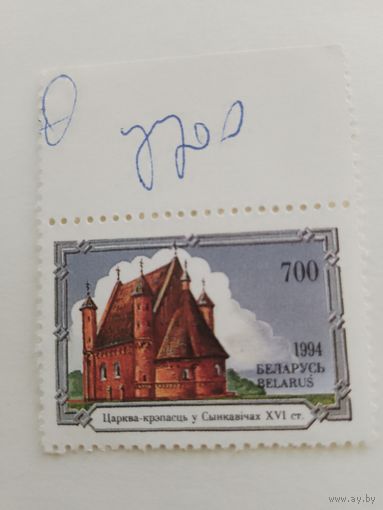 700
1994
БЕЛАРУСЬ
BELARUS
Царква-крэпасць у Сынкавічах XVI ст.
www.ay.by